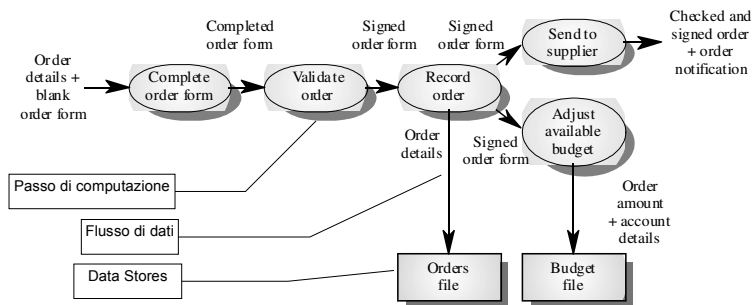 Completed
order form
Signed
order form
Signed
order form
Send to
supplier
Checked and
signed order
+ order
notification
Order
details +
blank
order form
Complete
order form
Validate
order
Record
order
Order
details
Signed
order form
Adjust
available
budget
Passo di computazione
Flusso di dati
Data Stores
Order
amount
+ account
details
Orders
file
Budget
file